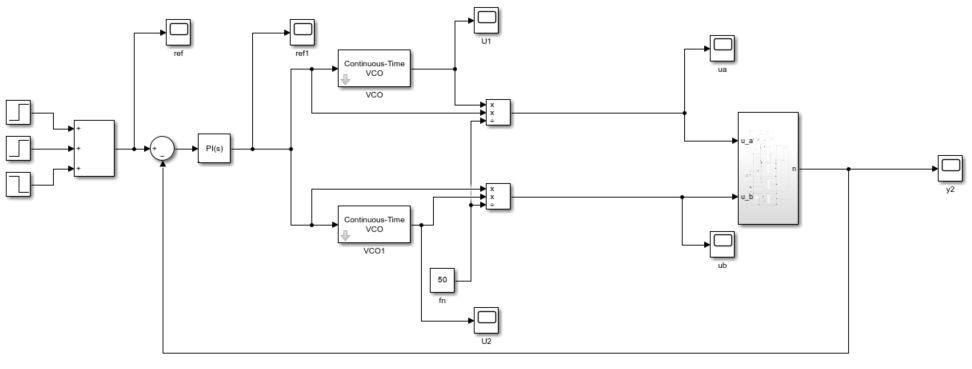 ref
ref1
U1
ua
Continuous-Time
VCO
VCO
x
x
÷
+
+
+
+
−
PI(s)
u_a
n
u_b
y2
x
x
÷
Continuous-Time
VCO
VCO1
ub
50
fn
U2